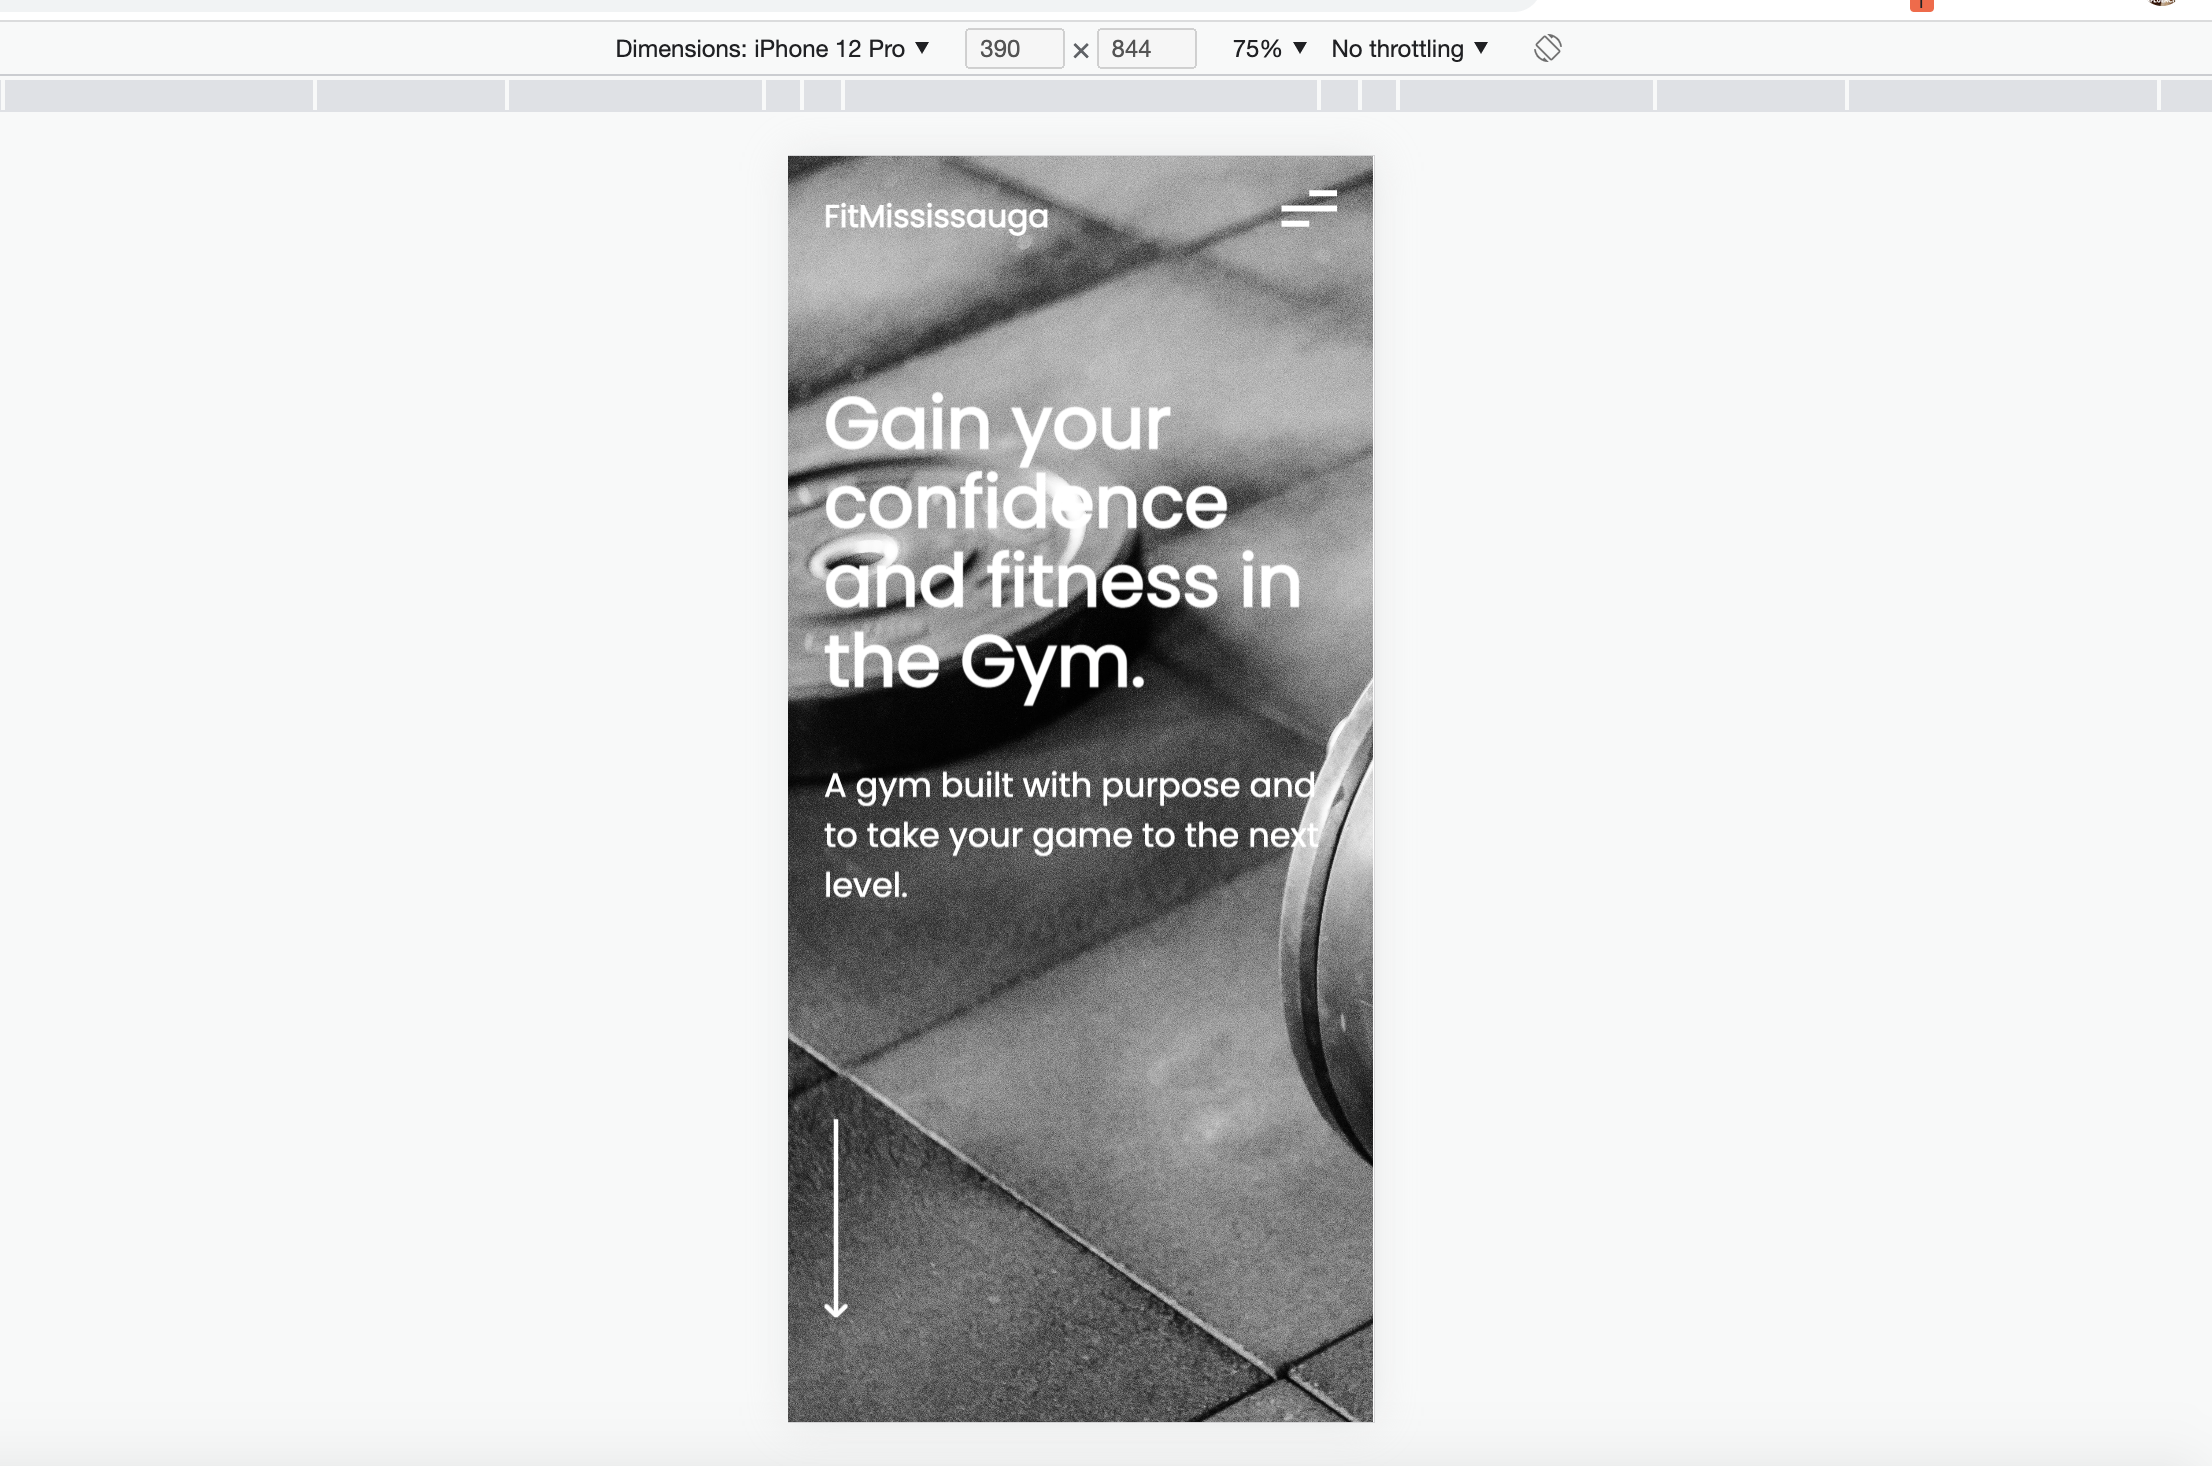 Dimensions: iPhone 12 Pro ▼ 390 × 844 75% ▼ No throttling ▼
FitMississauga
Gain your
confidence
and fitness in
the Gym.
A gym built with purpose and
to take your game to the next
level.